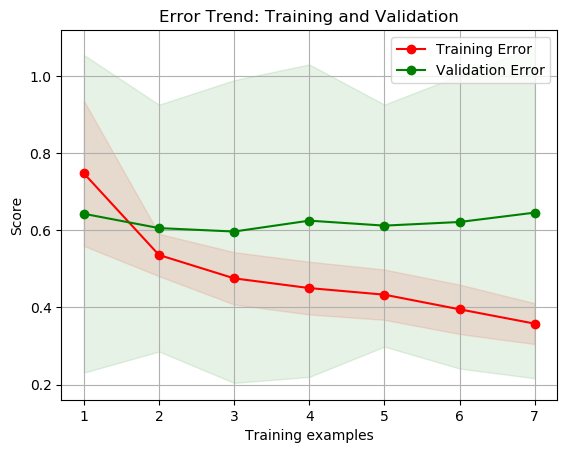 Error Trend: Training and Validation
Training Error
Validation Error
1.0
0.8
0.6
0.4
0.2
Score
1 2 3 4 5 6 7
Training examples